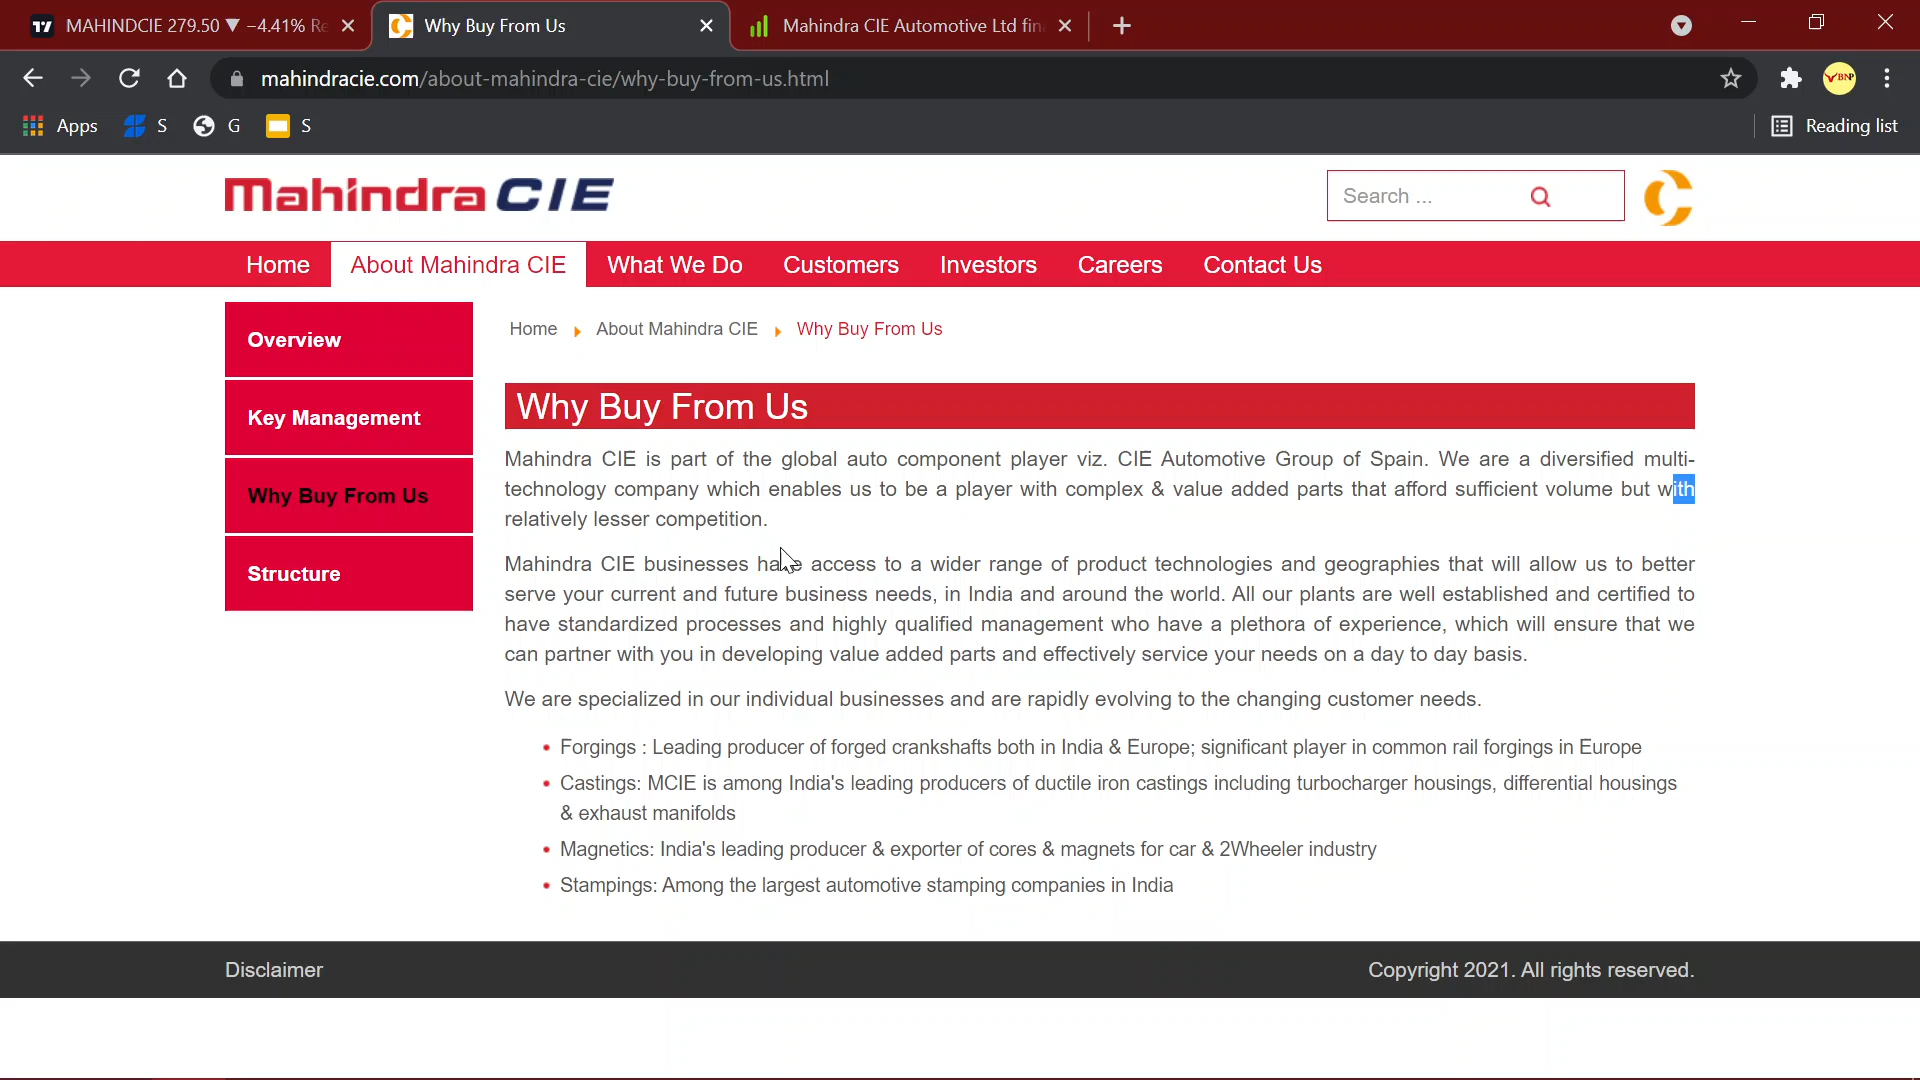 MAHINDCIE 279.50 ▼ −4.41% Re
Why Buy From Us
Mahindra CIE Automotive Ltd fin
mahindracie.com/about-mahindra-cie/why-buy-from-us.html
BNP
Apps S G S
Reading list
Mahindra CIE
Search ...
Home About Mahindra CIE What We Do Customers Investors Careers Contact Us
Overview
Key Management
Why Buy From Us
Structure
Home About Mahindra CIE Why Buy From Us
Why Buy From Us
Mahindra CIE is part of the global auto component player viz. CIE Automotive Group of Spain. We are a diversified multi-
technology company which enables us to be a player with complex & value added parts that afford sufficient volume but with
relatively lesser competition.
Mahindra CIE businesses have access to a wider range of product technologies and geographies that will allow us to better
serve your current and future business needs, in India and around the world. All our plants are well established and certified to
have standardized processes and highly qualified management who have a plethora of experience, which will ensure that we
can partner with you in developing value added parts and effectively service your needs on a day to day basis.
We are specialized in our individual businesses and are rapidly evolving to the changing customer needs.
• Forgings : Leading producer of forged crankshafts both in India & Europe; significant player in common rail forgings in Europe
• Castings: MCIE is among India's leading producers of ductile iron castings including turbocharger housings, differential housings
& exhaust manifolds
• Magnetics: India's leading producer & exporter of cores & magnets for car & 2Wheeler industry
• Stampings: Among the largest automotive stamping companies in India
Disclaimer
Copyright 2021. All rights reserved.